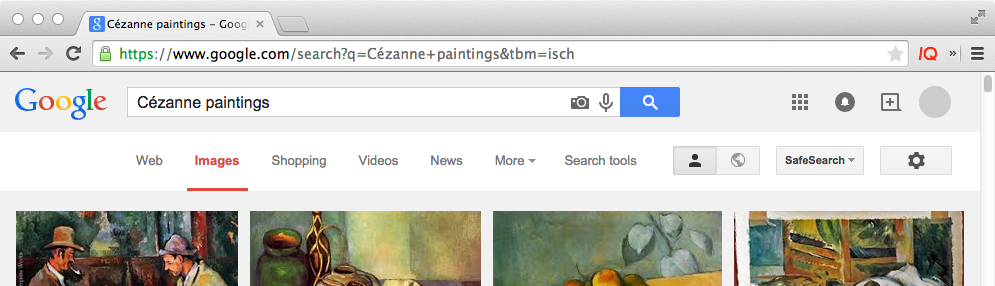 Cézanne paintings - Goog
https://www.google.com/search?q=Cézanne+paintings&tbm=isch
IQ »
Google
Cézanne paintings
Web Images Shopping Videos News More Search tools SafeSearch